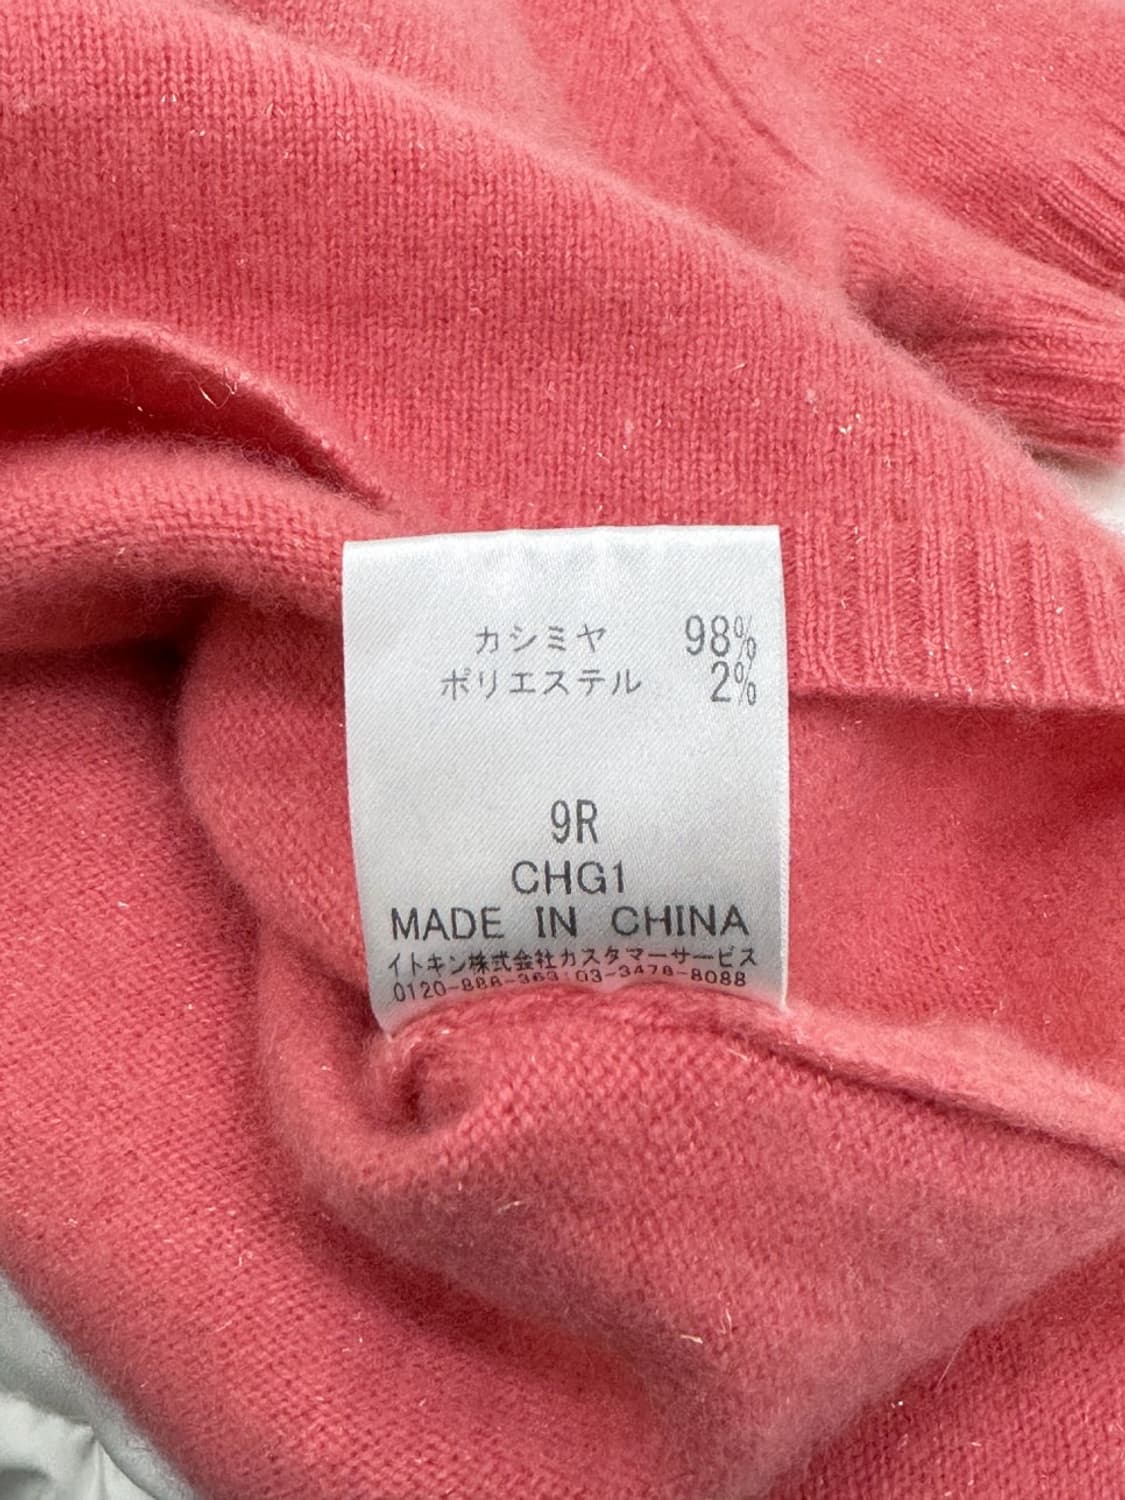 カシミヤ 98%
ポリエステル 2%
9R
CHG1
MADE IN CHINA
イトキン株式会社カスタマーサービス
0120-888-363:03-3478-8088